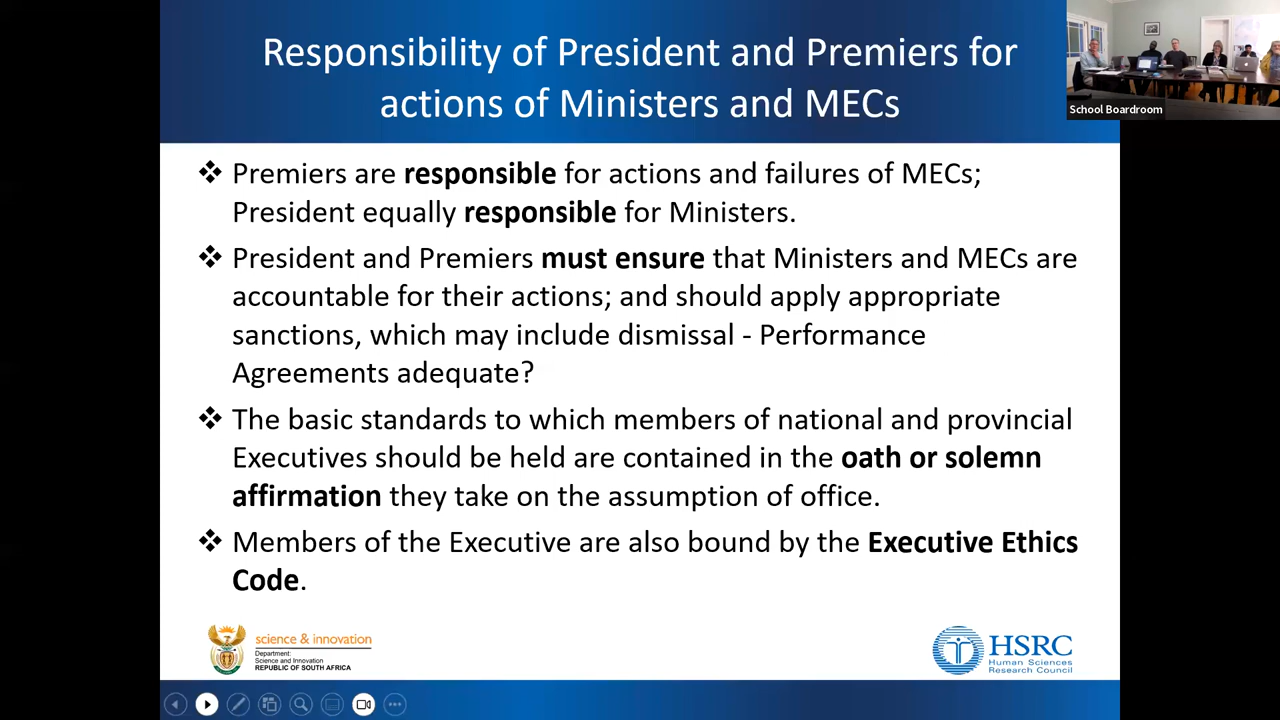 Responsibility of President and Premiers for
actions of Ministers and MECs
School Boardroom
❖ Premiers are responsible for actions and failures of MECs;
President equally responsible for Ministers.
❖ President and Premiers must ensure that Ministers and MECs are
accountable for their actions; and should apply appropriate
sanctions, which may include dismissal - Performance
Agreements adequate?
❖ The basic standards to which members of national and provincial
Executives should be held are contained in the oath or solemn
affirmation they take on the assumption of office.
❖ Members of the Executive are also bound by the Executive Ethics
Code.
science & innovation
Department:
Science and Innovation
REPUBLIC OF SOUTH AFRICA
HSRC
Human Sciences
Research Council